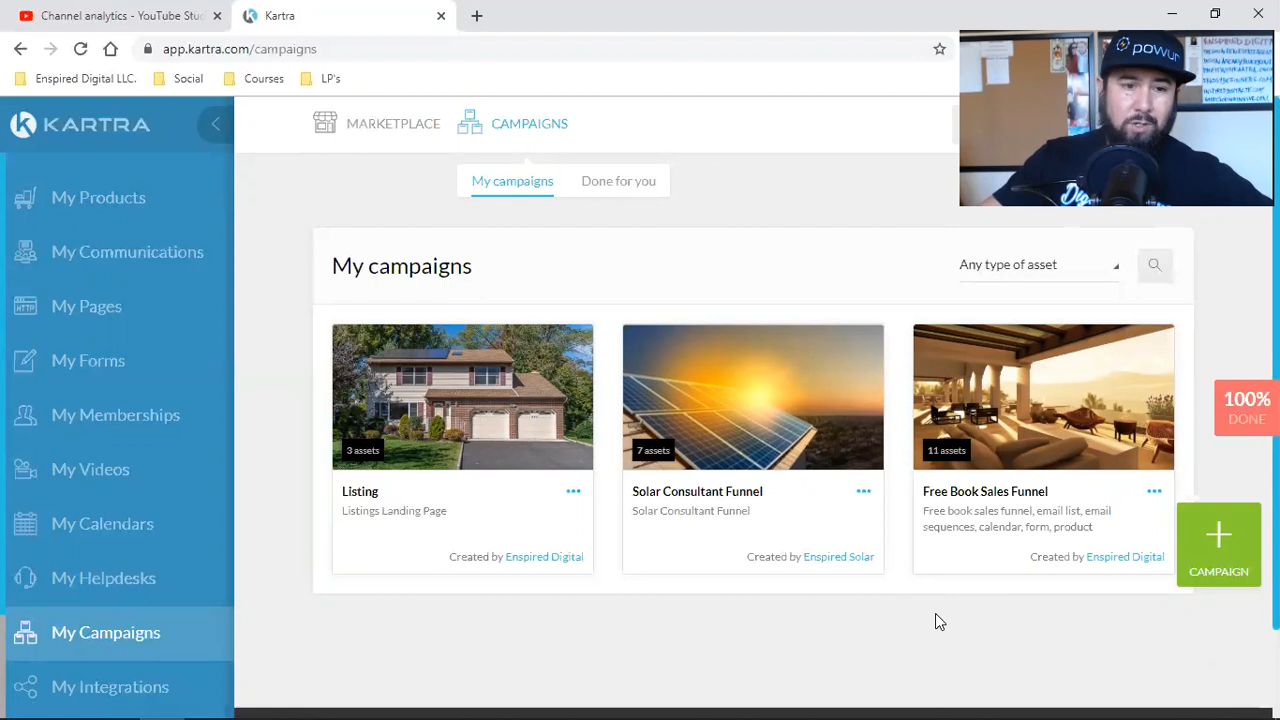 Channel analytics - YouTube Stu
Kartra
app.kartra.com/campaigns
Enspired Digital LLC.
Social
Courses
LP's
powur
KARTRA
MARKETPLACE
CAMPAIGNS
My campaigns
Done for you
My Products
My Communications
My Pages
My Forms
My Memberships
My Videos
My Calendars
My Helpdesks
My Campaigns
My Integrations
My campaigns
Any type of asset
3 assets
7 assets
11 assets
Listing
Listings Landing Page
Created by Enspired Digital
Solar Consultant Funnel
Solar Consultant Funnel
Created by Enspired Solar
Free Book Sales Funnel
Free book sales funnel, email list, email
sequences, calendar, form, product
Created by Enspired Digital
100%
DONE
CAMPAIGN